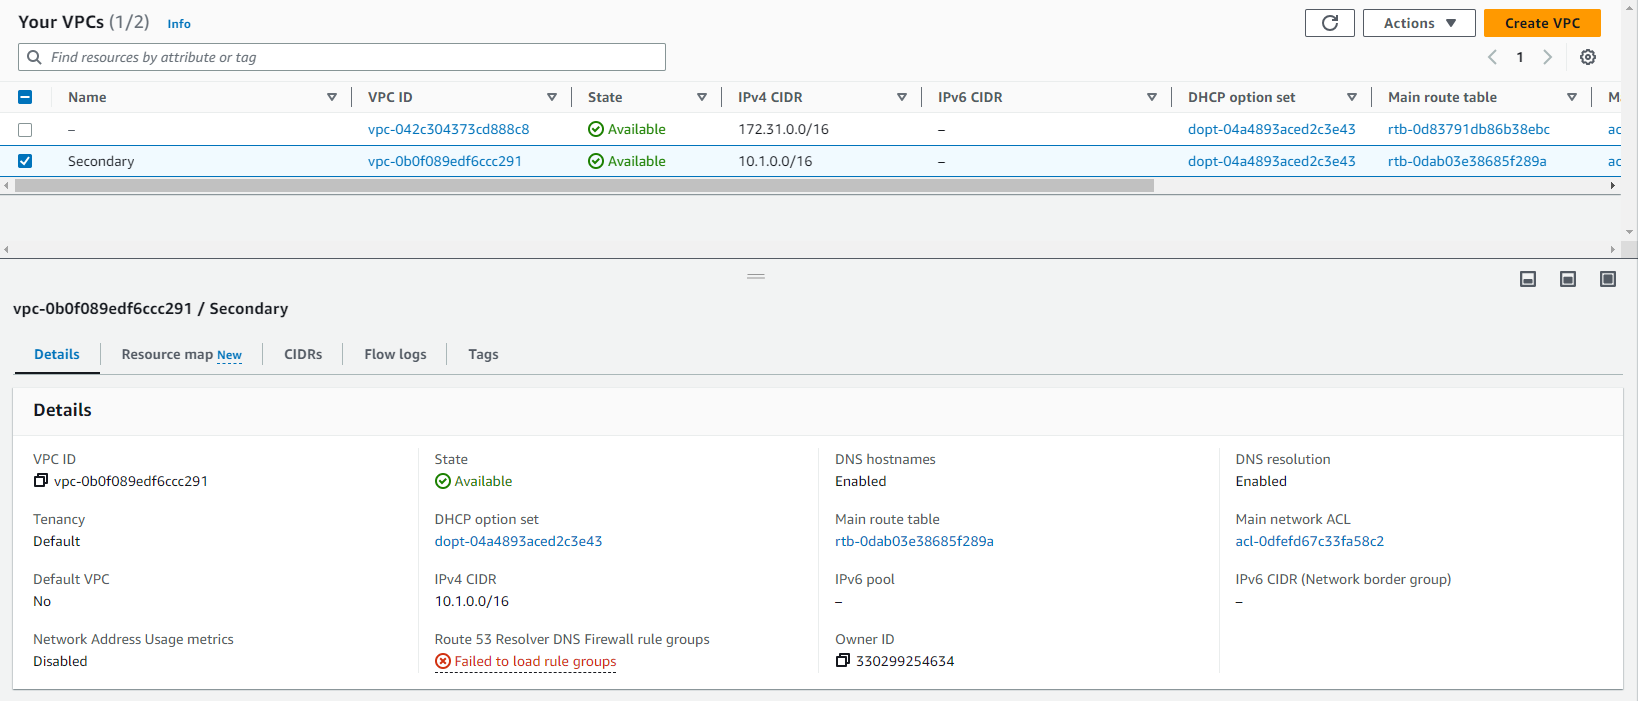 Your VPCs (1/2) Info
Actions
Create VPC
Find resources by attribute or tag
1
Name VPC ID State IPv4 CIDR IPv6 CIDR DHCP option set Main route table M
– vpc-042c304373cd888c8 Available 172.31.0.0/16 – dopt-04a4893aced2c3e43 rtb-0d83791db86b38ebc ac
Secondary vpc-0b0f089edf6ccc291 Available 10.1.0.0/16 – dopt-04a4893aced2c3e43 rtb-0dab03e38685f289a ac
vpc-0b0f089edf6ccc291 / Secondary
Details Resource map New CIDRs Flow logs Tags
Details
VPC ID State DNS hostnames DNS resolution
vpc-0b0f089edf6ccc291 Available Enabled Enabled
Tenancy DHCP option set Main route table Main network ACL
Default dopt-04a4893aced2c3e43 rtb-0dab03e38685f289a acl-0dfefd67c33fa58c2
Default VPC IPv4 CIDR IPv6 pool IPv6 CIDR (Network border group)
No 10.1.0.0/16 – –
Network Address Usage metrics Route 53 Resolver DNS Firewall rule groups Owner ID
Disabled Failed to load rule groups 330299254634